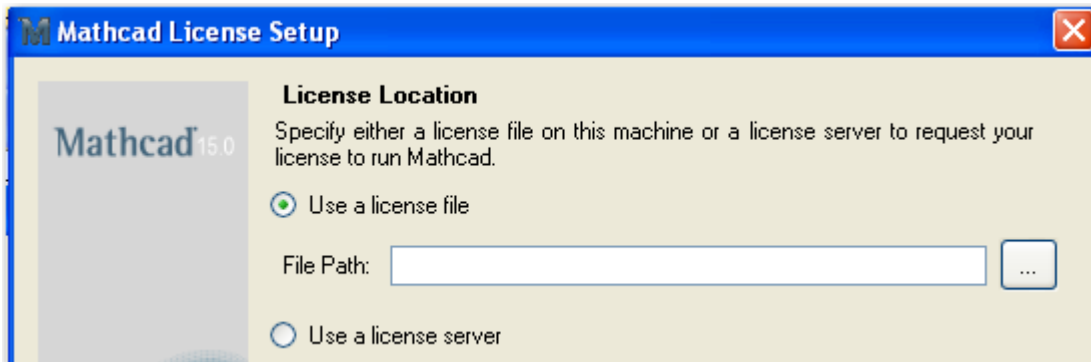 Mathcad License Setup
License Location
Mathcad 15.0
Specify either a license file on this machine or a license server to request your
license to run Mathcad.
Use a license file
File Path:
...
Use a license server